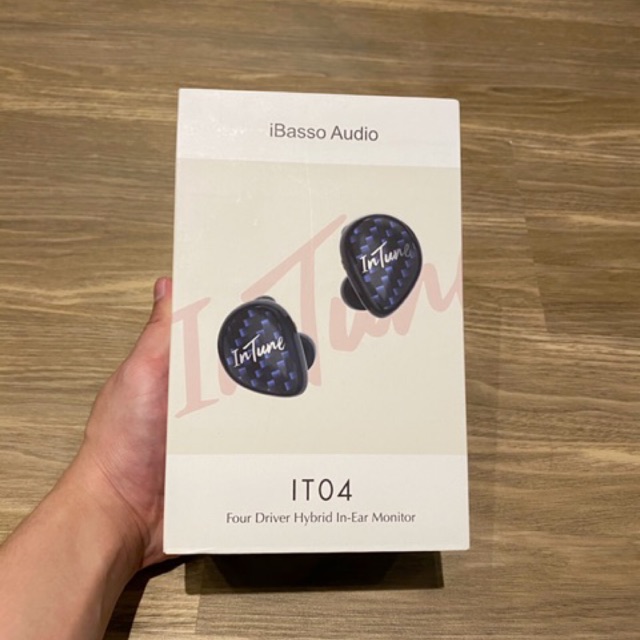 iBasso Audio
InTune
InTune
InTune
IT04
Four Driver Hybrid In-Ear Monitor